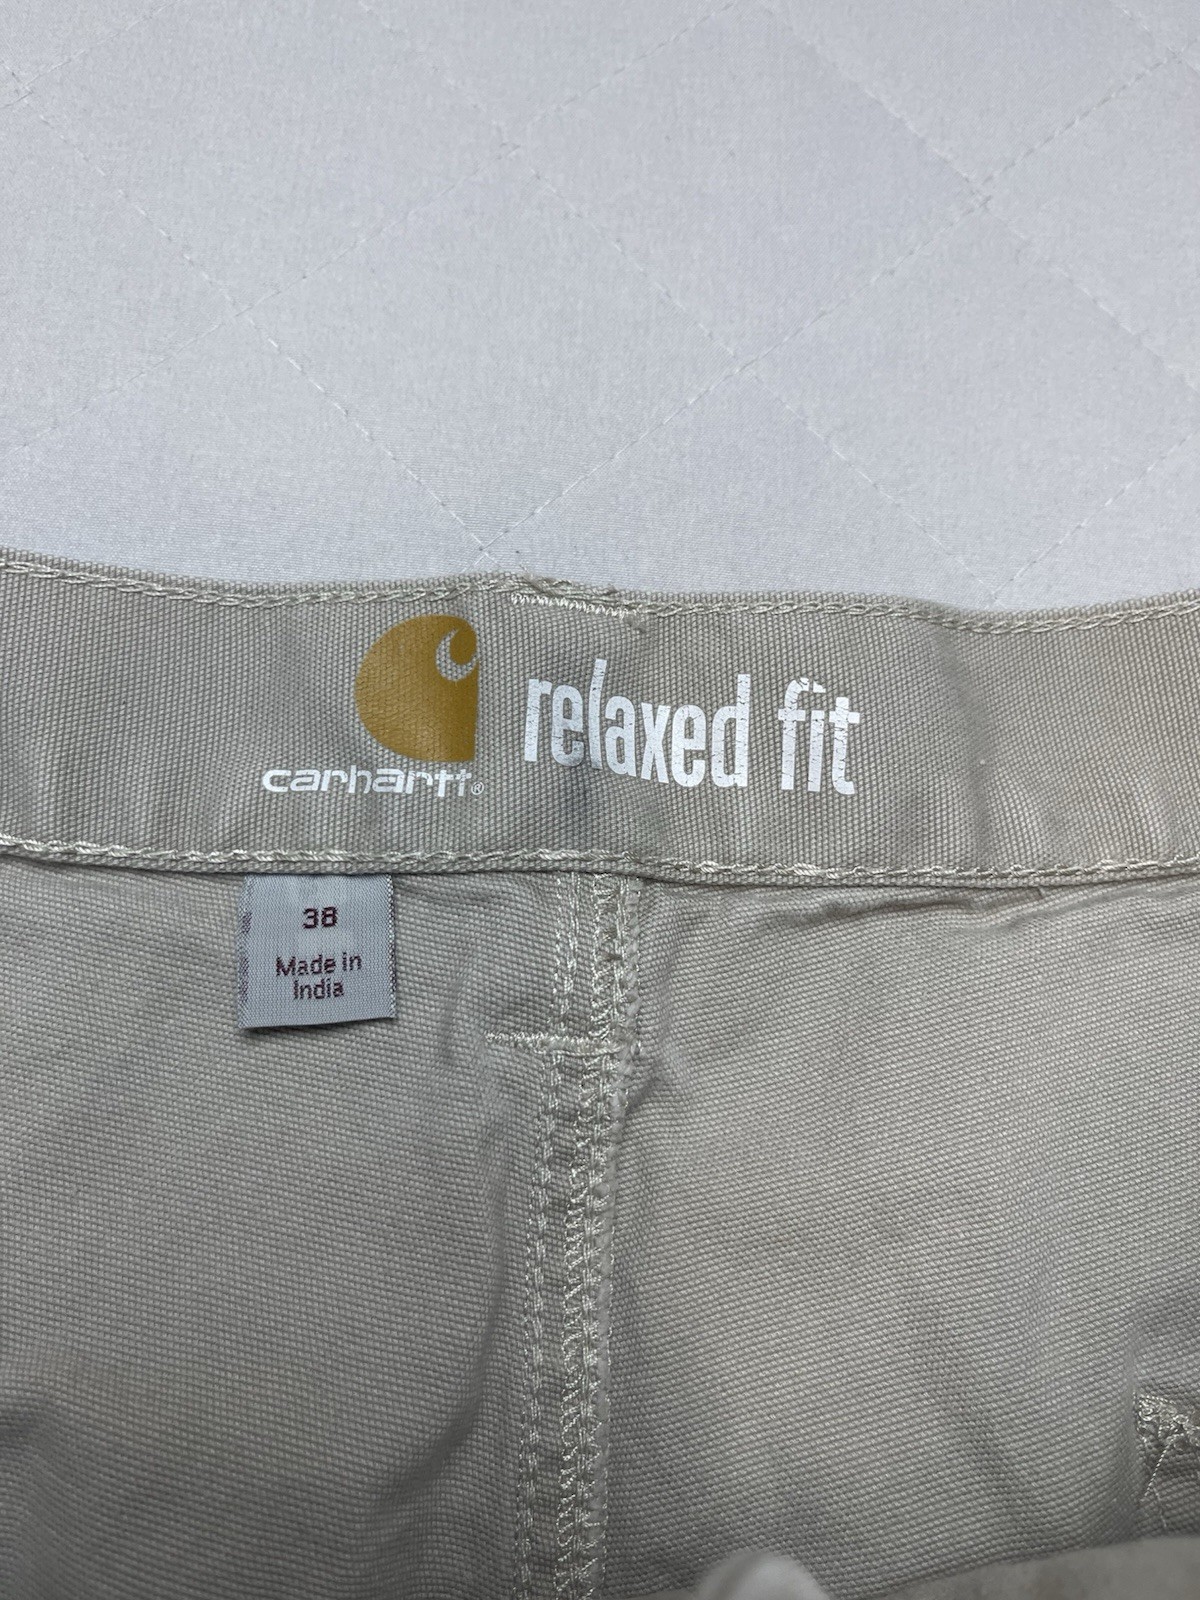 carhartt®
relaxed fit
38
Made in
India